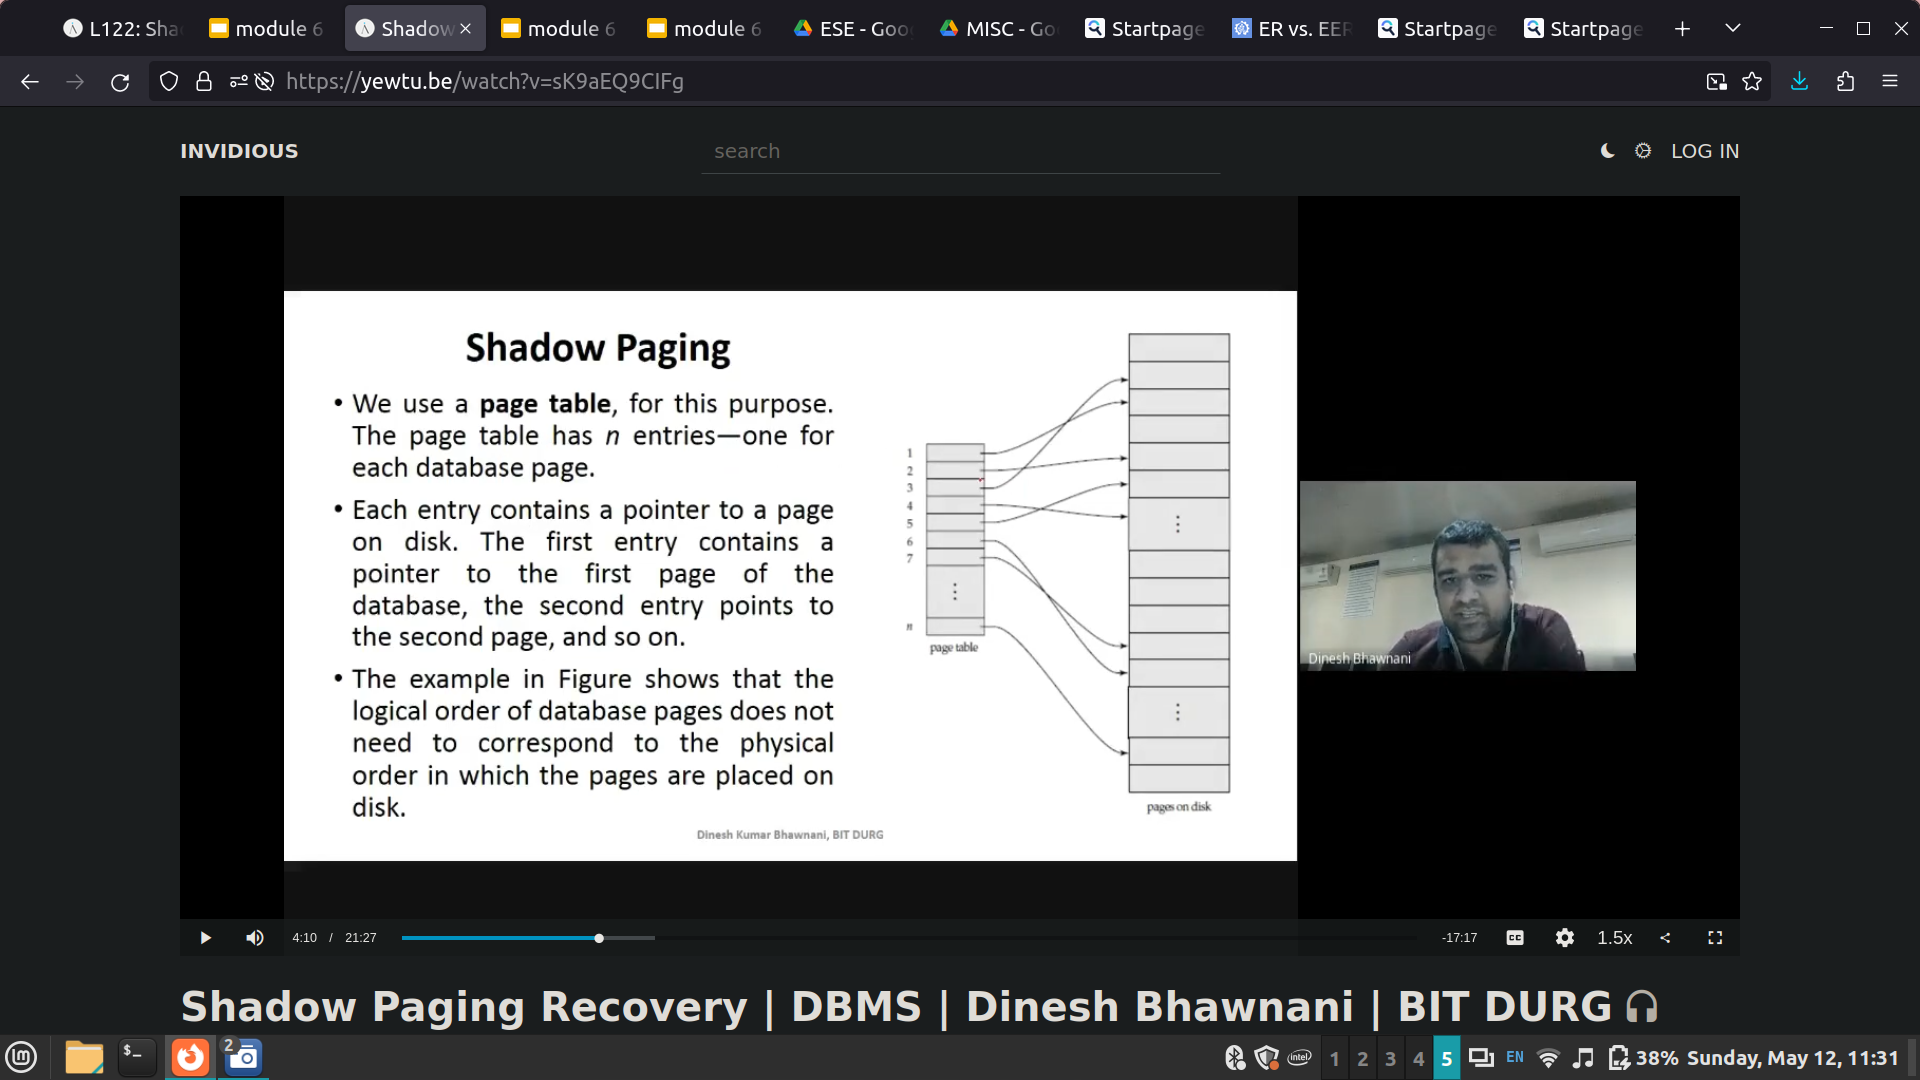 L122: Sha
module 6
Shadow
module 6
module 6
ESE - Goo
MISC - Go
Startpage
ER vs. EER
Startpage
Startpage
https://yewtu.be/watch?v=sK9aEQ9CIFg
INVIDIOUS
search
LOG IN
Shadow Paging
• We use a page table, for this purpose.
The page table has n entries—one for
each database page.
• Each entry contains a pointer to a page
on disk. The first entry contains a
pointer to the first page of the
database, the second entry points to
the second page, and so on.
• The example in Figure shows that the
logical order of database pages does not
need to correspond to the physical
order in which the pages are placed on
disk.
1
2
3
4
5
6
7
n
page table
pages on disk
Dinesh Kumar Bhawnani, BIT DURG
Dinesh Bhawnani
4:10 / 21:27
-17:17
CC
1.5x
Shadow Paging Recovery | DBMS | Dinesh Bhawnani | BIT DURG
lm
$_
2
intel
1 2 3 4 5
EN
38%
Sunday, May 12, 11:31